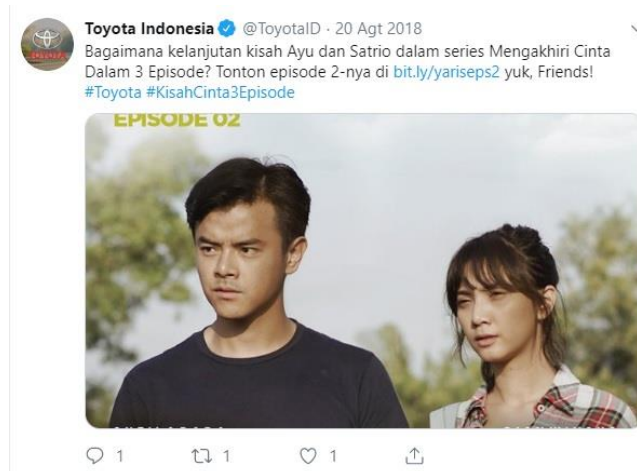 Toyota Indonesia @ToyotaID · 20 Agt 2018
Bagaimana kelanjutan kisah Ayu dan Satrio dalam series Mengakhiri Cinta
Dalam 3 Episode? Tonton episode 2-nya di bit.ly/yariseps2 yuk, Friends!
#Toyota #KisahCinta3Episode
EPISODE 02
1 1 1